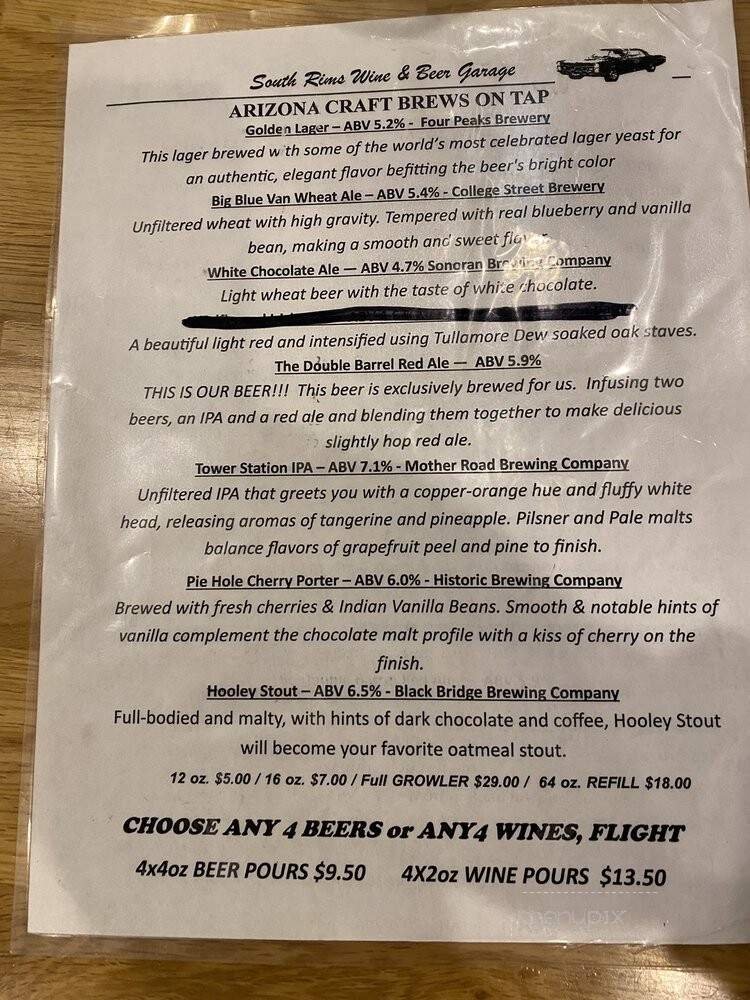 South Rims Wine & Beer Garage
ARIZONA CRAFT BREWS ON TAP
Golden Lager – ABV 5.2% - Four Peaks Brewery
This lager brewed with some of the world's most celebrated lager yeast for
an authentic, elegant flavor befitting the beer's bright color
Big Blue Van Wheat Ale – ABV 5.4% - College Street Brewery
Unfiltered wheat with high gravity. Tempered with real blueberry and vanilla
bean, making a smooth and sweet flavor
White Chocolate Ale — ABV 4.7% Sonoran Brewing Company
Light wheat beer with the taste of white chocolate.
A beautiful light red and intensified using Tullamore Dew soaked oak staves.
The Double Barrel Red Ale — ABV 5.9%
THIS IS OUR BEER!!! This beer is exclusively brewed for us. Infusing two
beers, an IPA and a red ale and blending them together to make delicious
slightly hop red ale.
Tower Station IPA – ABV 7.1% - Mother Road Brewing Company
Unfiltered IPA that greets you with a copper-orange hue and fluffy white
head, releasing aromas of tangerine and pineapple. Pilsner and Pale malts
balance flavors of grapefruit peel and pine to finish.
Pie Hole Cherry Porter – ABV 6.0% - Historic Brewing Company
Brewed with fresh cherries & Indian Vanilla Beans. Smooth & notable hints of
vanilla complement the chocolate malt profile with a kiss of cherry on the
finish.
Hooley Stout – ABV 6.5% - Black Bridge Brewing Company
Full-bodied and malty, with hints of dark chocolate and coffee, Hooley Stout
will become your favorite oatmeal stout.
12 oz. $5.00 / 16 oz. $7.00 / Full GROWLER $29.00 / 64 oz. REFILL $18.00
CHOOSE ANY 4 BEERS or ANY4 WINES, FLIGHT
4x4oz BEER POURS $9.50 4X2oz WINE POURS $13.50
menupix